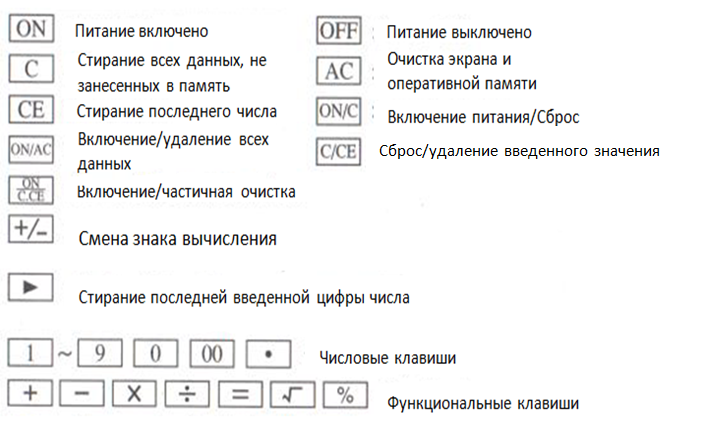 ON Питание включено
OFF : Питание выключено
C Стирание всех данных, не
занесенных в память
AC : Очистка экрана и
оперативной памяти
CE Стирание последнего числа
ON/C : Включение питания/Сброс
ON/AC Включение/удаление всех
данных
C/CE Сброс/удаление введенного значения
ON
C.CE Включение/частичная очистка
+/− Смена знака вычисления
▶ Стирание последней введенной цифры числа
1 ~ 9 0 00 • Числовые клавиши
+ − X ÷ = √ % Функциональные клавиши